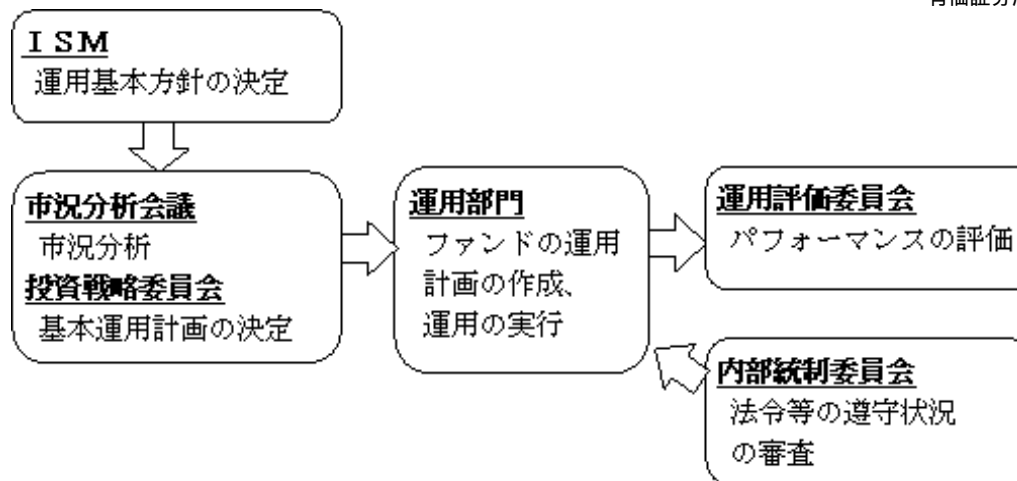 ＩＳＭ
運用基本方針の決定
市況分析会議
市況分析
投資戦略委員会
基本運用計画の決定
運用部門
ファンドの運用
計画の作成、
運用の実行
運用評価委員会
パフォーマンスの評価
内部統制委員会
法令等の遵守状況
の審査